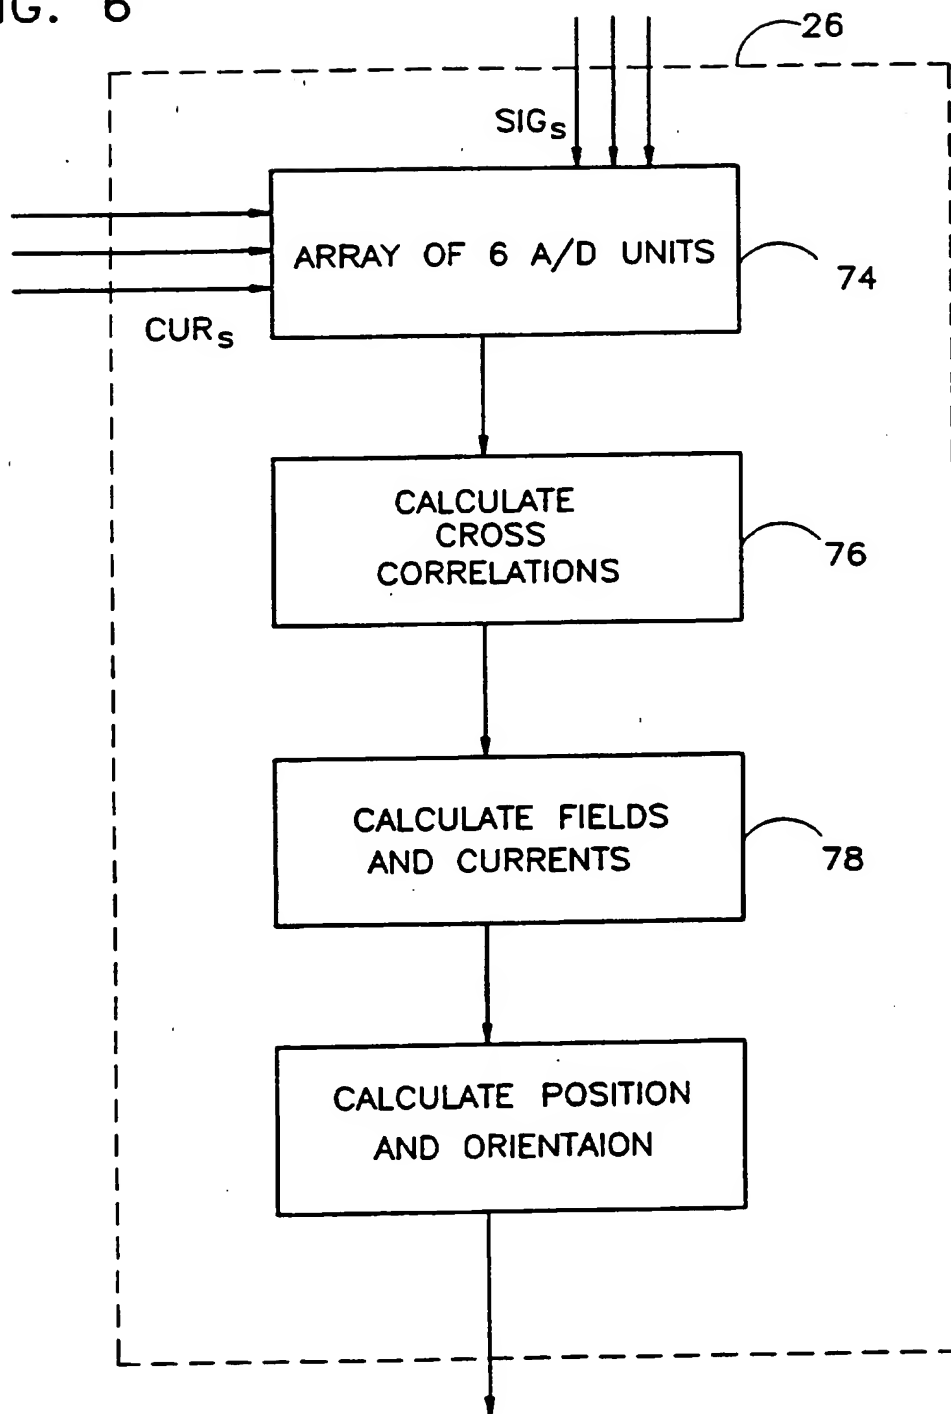 IG. 6
26
SIGs
ARRAY OF 6 A/D UNITS
74
CURs
CALCULATE
CROSS
CORRELATIONS
76
CALCULATE FIELDS
AND CURRENTS
78
CALCULATE POSITION
AND ORIENTAION